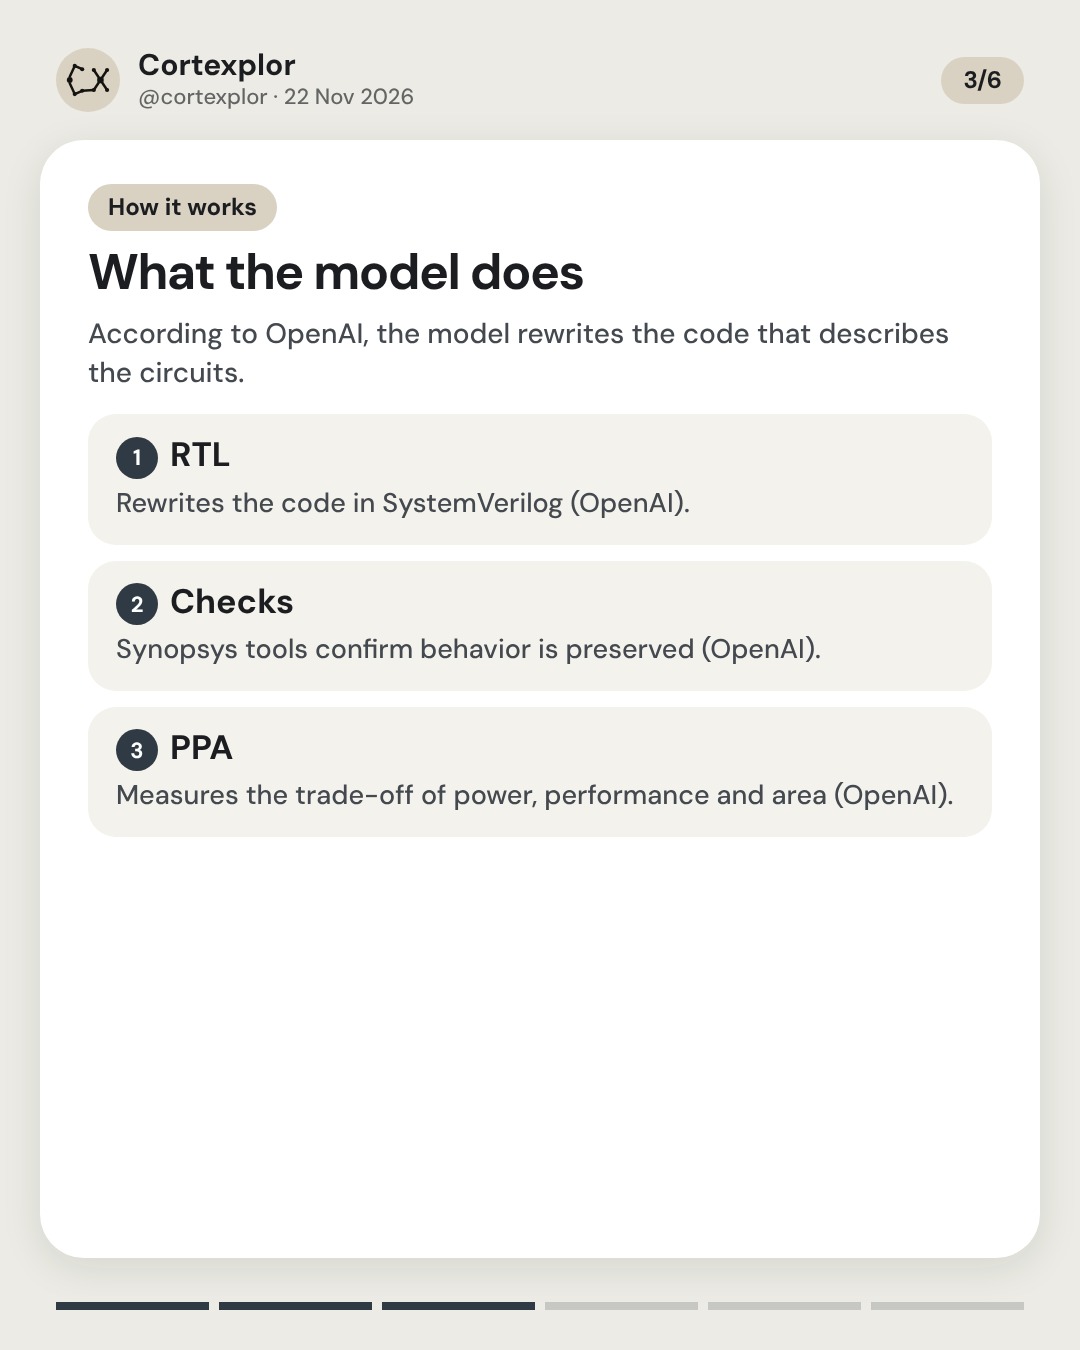 Cortexplor
@cortexplor · 22 Nov 2026
3/6
How it works
What the model does
According to OpenAI, the model rewrites the code that describes
the circuits.
1 RTL
Rewrites the code in SystemVerilog (OpenAI).
2 Checks
Synopsys tools confirm behavior is preserved (OpenAI).
3 PPA
Measures the trade-off of power, performance and area (OpenAI).